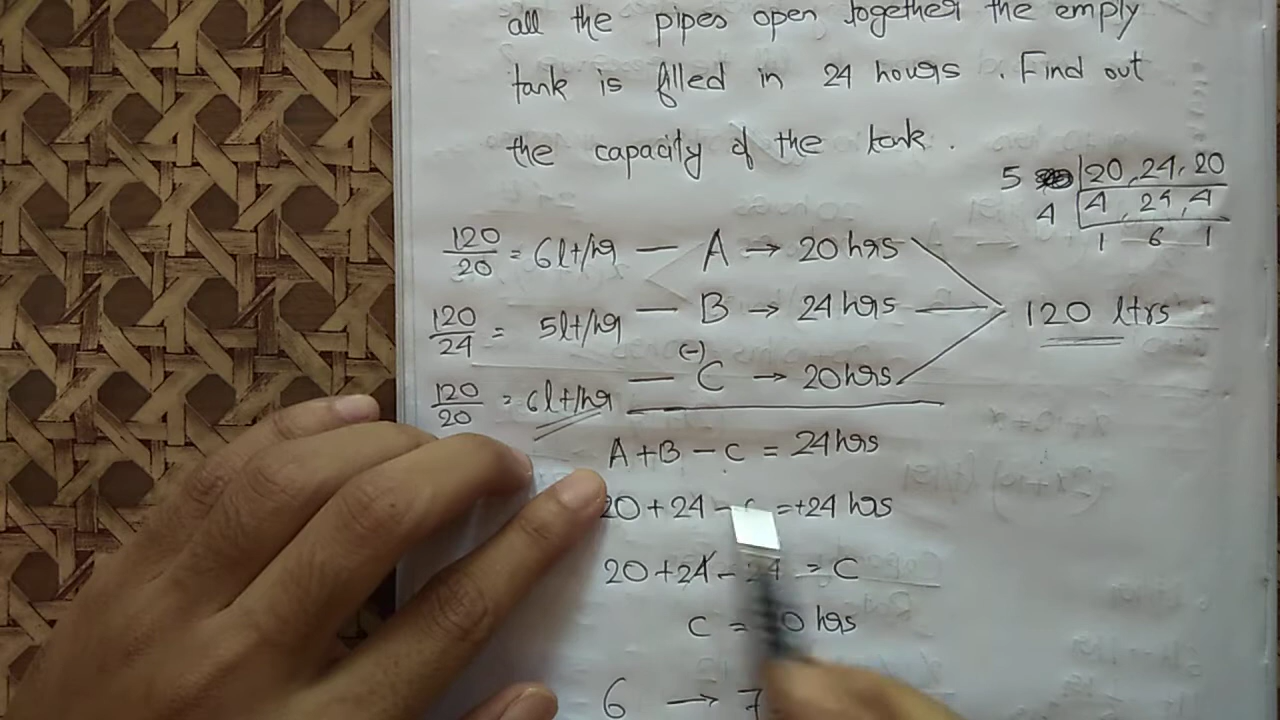 all the pipes open together the emply
tank is filled in 24 hours . Find out
the capacity of the tank .
5 20, 24, 20
4 4, 24, 4
1 6 1
120/20 = 6lt/hr — A → 20 hrs
120/24 = 5lt/hr — B → 24 hrs
120 ltrs
(-)
120/20 = 6lt/hr — C → 20hrs
A + B - C = 24 hrs
20 + 24 - = +24 hrs
20 + 24 - 24 = C
C = hrs
6 → 7